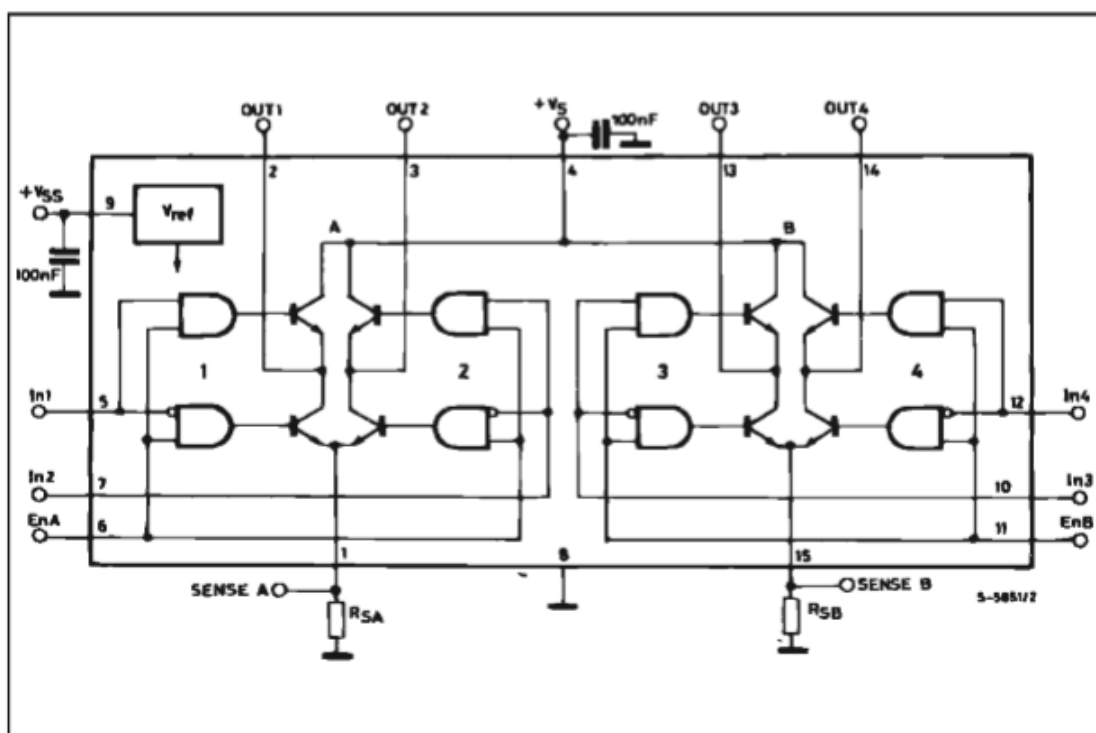 OUT1 OUT2 +VS 100nF OUT3 OUT4
2 3 4 13 14
+VSS 9 Vref A B
100nF
1 2 3 4
In1 5 12 In4
In2 7 10 In3
EnA 6 11 EnB
1 8 15
SENSE A SENSE B S-5851/2
RSA RSB